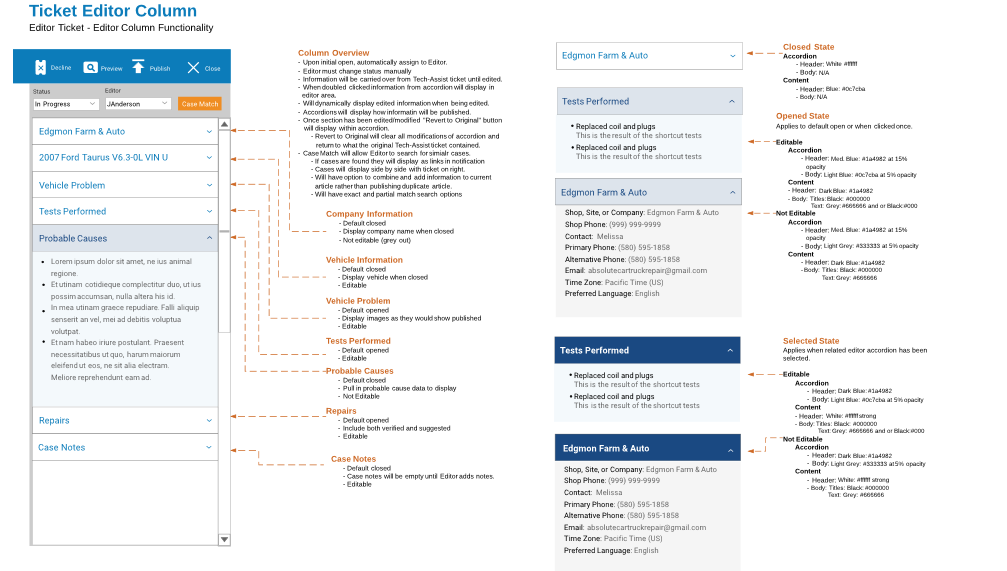 Ticket Editor Column
Editor Ticket - Editor Column Functionality
Decline
Preview
Publish
Close
Status
Editor
In Progress
JAnderson
Case Match
Edgmon Farm & Auto
2007 Ford Taurus V6.3-0L VIN U
Vehicle Problem
Tests Performed
Probable Causes
Lorem ipsum dolor sit amet, ne ius animal
regione.
Et utinam cotidieque complectitur duo, ut ius
possim accumsan, nulla altera his id.
In mea utinam graece repudiare. Falli aliquip
senserit an vel, mei ad debitis voluptua
volutpat.
Et nam habeo iriure postulant. Praesent
necessitatibus ut quo, harum maiorum
eleifend ut eos, ne sit alia electram.
Meliore reprehendunt eam ad.
Repairs
Case Notes
Column Overview
- Upon initial open, automatically assign to Editor.
- Editor must change status manually
- Information will be carried over from Tech-Assist ticket until edited.
- When doubled clicked information from accordion will display in
editor area.
- Will dynamically display edited information when being edited.
- Accordions will display how informatin will be published.
- Once section has been edited/modified "Revert to Original" button
will display within accordion.
- Revert to Original will clear all modifications of accordion and
return to what the original Tech-Assist ticket contained.
- Case Match will allow Editor to search for simialr cases.
- If cases are found they will display as links in notification
- Cases will display side by side with ticket on right.
- Will have option to combine and add information to current
article rather than publishing duplicate article.
- Will have exact and partial match search options
Company Information
- Default closed
- Display company name when closed
- Not editable (grey out)
Vehicle Information
- Default closed
- Display vehicle when closed
- Editable
Vehicle Problem
- Default opened
- Display images as they would show published
- Editable
Tests Performed
- Default opened
- Editable
Probable Causes
- Default closed
- Pull in probable cause data to display
- Not Editable
Repairs
- Default opened
- Include both verified and suggested
- Editable
Case Notes
- Default closed
- Case notes will be empty until Editor adds notes.
- Editable
Edgmon Farm & Auto
Tests Performed
• Replaced coil and plugs
This is the result of the shortcut tests
• Replaced coil and plugs
This is the result of the shortcut tests
Edgmon Farm & Auto
Shop, Site, or Company: Edgmon Farm & Auto
Shop Phone: (999) 999-9999
Contact: Melissa
Primary Phone: (580) 595-1858
Alternative Phone: (580) 595-1858
Email: absolutecartruckrepair@gmail.com
Time Zone: Pacific Time (US)
Preferred Language: English
Tests Performed
• Replaced coil and plugs
This is the result of the shortcut tests
• Replaced coil and plugs
This is the result of the shortcut tests
Edgmon Farm & Auto
Shop, Site, or Company: Edgmon Farm & Auto
Shop Phone: (999) 999-9999
Contact: Melissa
Primary Phone: (580) 595-1858
Alternative Phone: (580) 595-1858
Email: absolutecartruckrepair@gmail.com
Time Zone: Pacific Time (US)
Preferred Language: English
Closed State
Accordion
- Header: White #ffffff
- Body: N/A
Content
- Header: Blue: #0c7cba
- Body: N/A
Opened State
Applies to default open or when clicked once.
Editable
Accordion
- Header: Med. Blue: #1a4982 at 15%
opacity
- Body: Light Blue: #0c7cba at 5% opacity
Content
- Header: Dark Blue: #1a4982
- Body: Titles: Black: #000000
Text: Grey: #666666 and or Black #000
Not Editable
Accordion
- Header: Med. Blue: #1a4982 at 15%
opacity
- Body: Light Grey: #333333 at 5% opacity
Content
- Header: Dark Blue: #1a4982
- Body: Titles: Black: #000000
Text: Grey: #666666
Selected State
Applies when related editor accordion has been
selected.
Editable
Accordion
- Header: Dark Blue: #1a4982
- Body: Light Blue: #0c7cba at 5% opacity
Content
- Header: White: #ffffff strong
- Body: Titles: Black: #000000
Text: Grey: #666666 and or Black:#000
Not Editable
Accordion
- Header: Dark Blue: #1a4982
- Body: Light Grey: #333333 at 5% opacity
Content
- Header: White: #ffffff strong
- Body: Titles: Black: #000000
Text: Grey: #666666